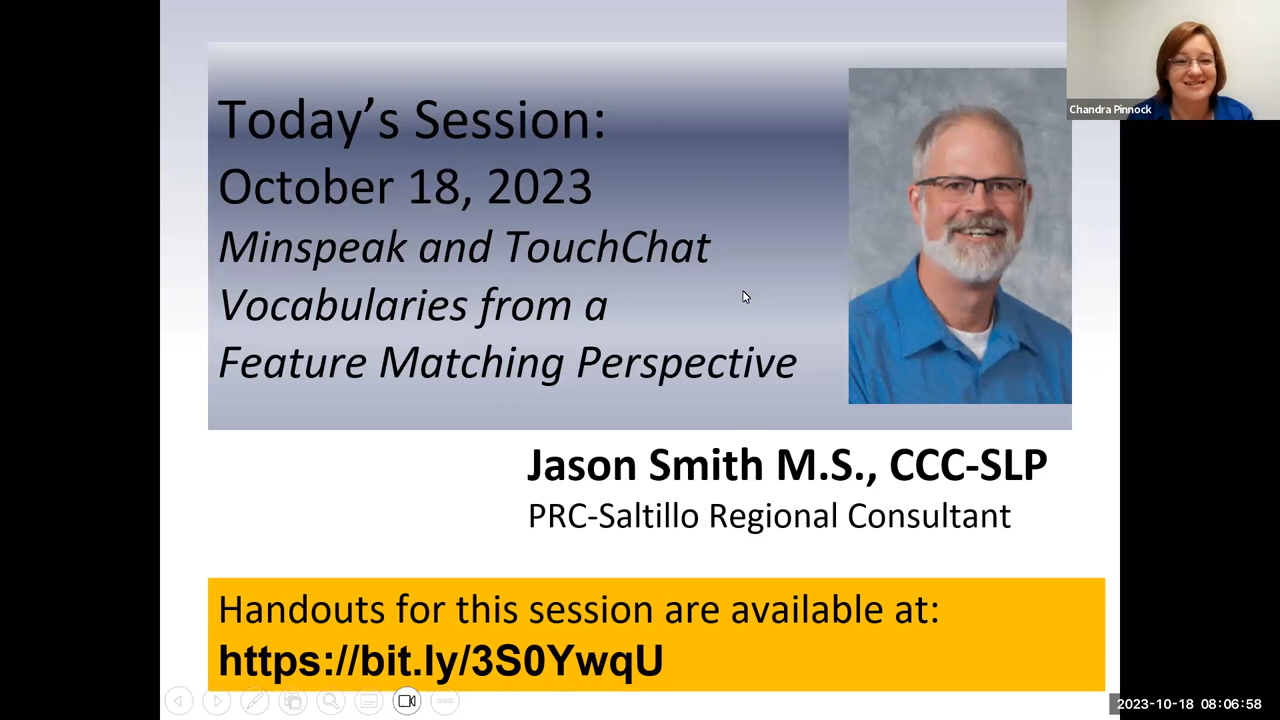 Today's Session:
October 18, 2023
Minspeak and TouchChat
Vocabularies from a
Feature Matching Perspective
Chandra Pinnock
Jason Smith M.S., CCC-SLP
PRC-Saltillo Regional Consultant
Handouts for this session are available at:
https://bit.ly/3S0YwqU
2023-10-18 08:06:58